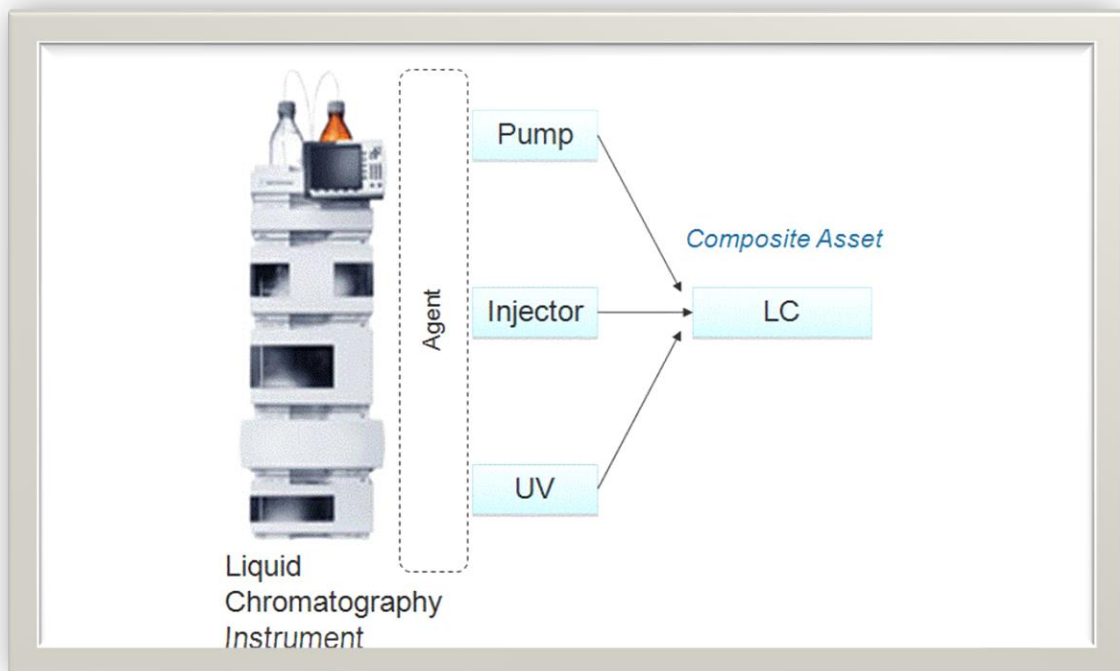 Pump
Composite Asset
Agent
Injector
LC
UV
Liquid
Chromatography
Instrument